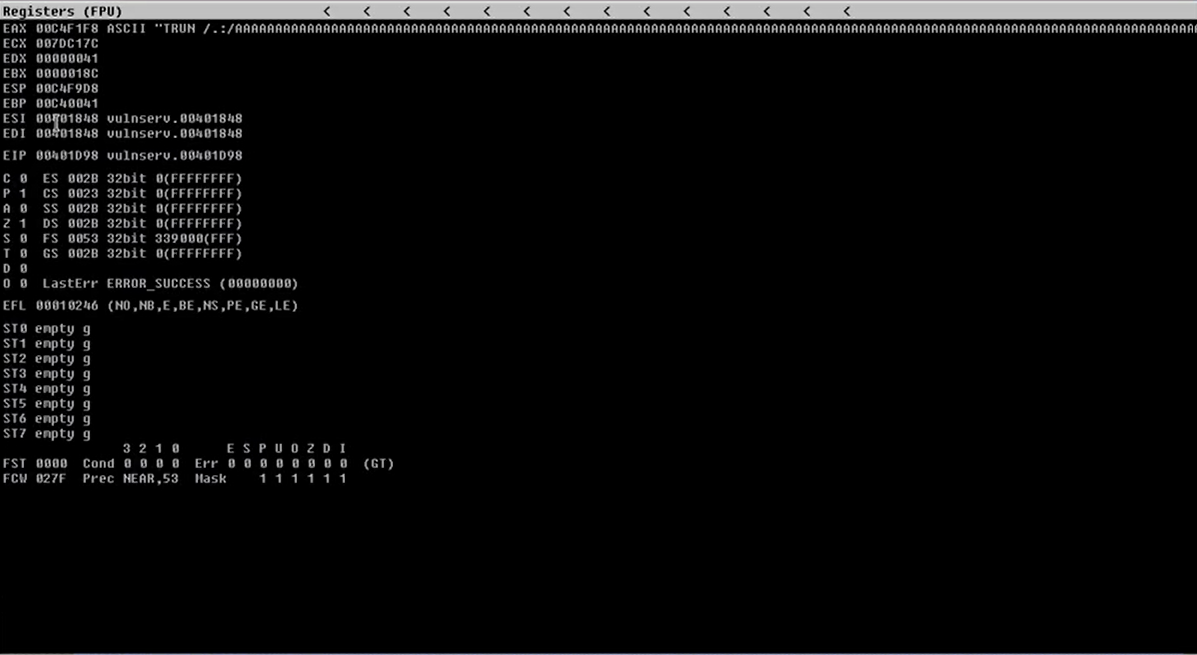 Registers (FPU) < < < < < < < < < < < < < <
EAX 00C4F1F8 ASCII "TRUN /.:/AAAAAAAAAAAAAAAAAAAAAAAAAAAAAAAAAAAAAAAAAAAAAAAAAAAAAAAAAAAAAAAAAAAAAAAAAAAAAAAAAAAAAAAAAAAAAAAAAAAAAAAAAAAAA
ECX 007DC17C
EDX 00000041
EBX 0000018C
ESP 00C4F9D8
EBP 00C40041
ESI 00401848 vulnserv.00401848
EDI 00401848 vulnserv.00401848
EIP 00401D98 vulnserv.00401D98
C 0 ES 002B 32bit 0(FFFFFFFF)
P 1 CS 0023 32bit 0(FFFFFFFF)
A 0 SS 002B 32bit 0(FFFFFFFF)
Z 1 DS 002B 32bit 0(FFFFFFFF)
S 0 FS 0053 32bit 339000(FFF)
T 0 GS 002B 32bit 0(FFFFFFFF)
D 0
O 0 LastErr ERROR_SUCCESS (00000000)
EFL 00010246 (NO,NB,E,BE,NS,PE,GE,LE)
ST0 empty g
ST1 empty g
ST2 empty g
ST3 empty g
ST4 empty g
ST5 empty g
ST6 empty g
ST7 empty g
3 2 1 0 E S P U O Z D I
FST 0000 Cond 0 0 0 0 Err 0 0 0 0 0 0 0 0 (GT)
FCW 027F Prec NEAR,53 Mask 1 1 1 1 1 1